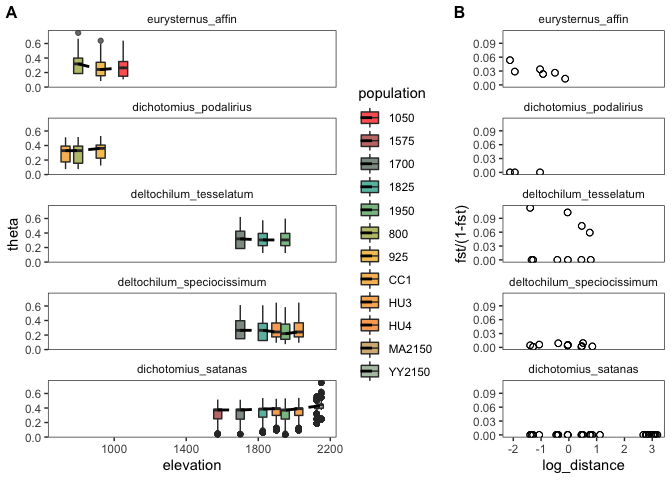 A
eurysternus_affin
0.6
0.4
0.2
0.0
dichotomius_podalirius
0.6
0.4
0.2
0.0
deltochilum_tesselatum
0.6
0.4
0.2
0.0
deltochilum_speciocissimum
0.6
0.4
0.2
0.0
dichotomius_satanas
0.6
0.4
0.2
0.0
theta
1000
1400
1800
2200
elevation
population
1050
1575
1700
1825
1950
800
925
CC1
HU3
HU4
MA2150
YY2150
B
eurysternus_affin
0.09
0.06
0.03
0.00
dichotomius_podalirius
0.09
0.06
0.03
0.00
deltochilum_tesselatum
0.09
0.06
0.03
0.00
deltochilum_speciocissimum
0.09
0.06
0.03
0.00
dichotomius_satanas
0.09
0.06
0.03
0.00
fst/(1-fst)
-2
-1
0
1
2
3
log_distance